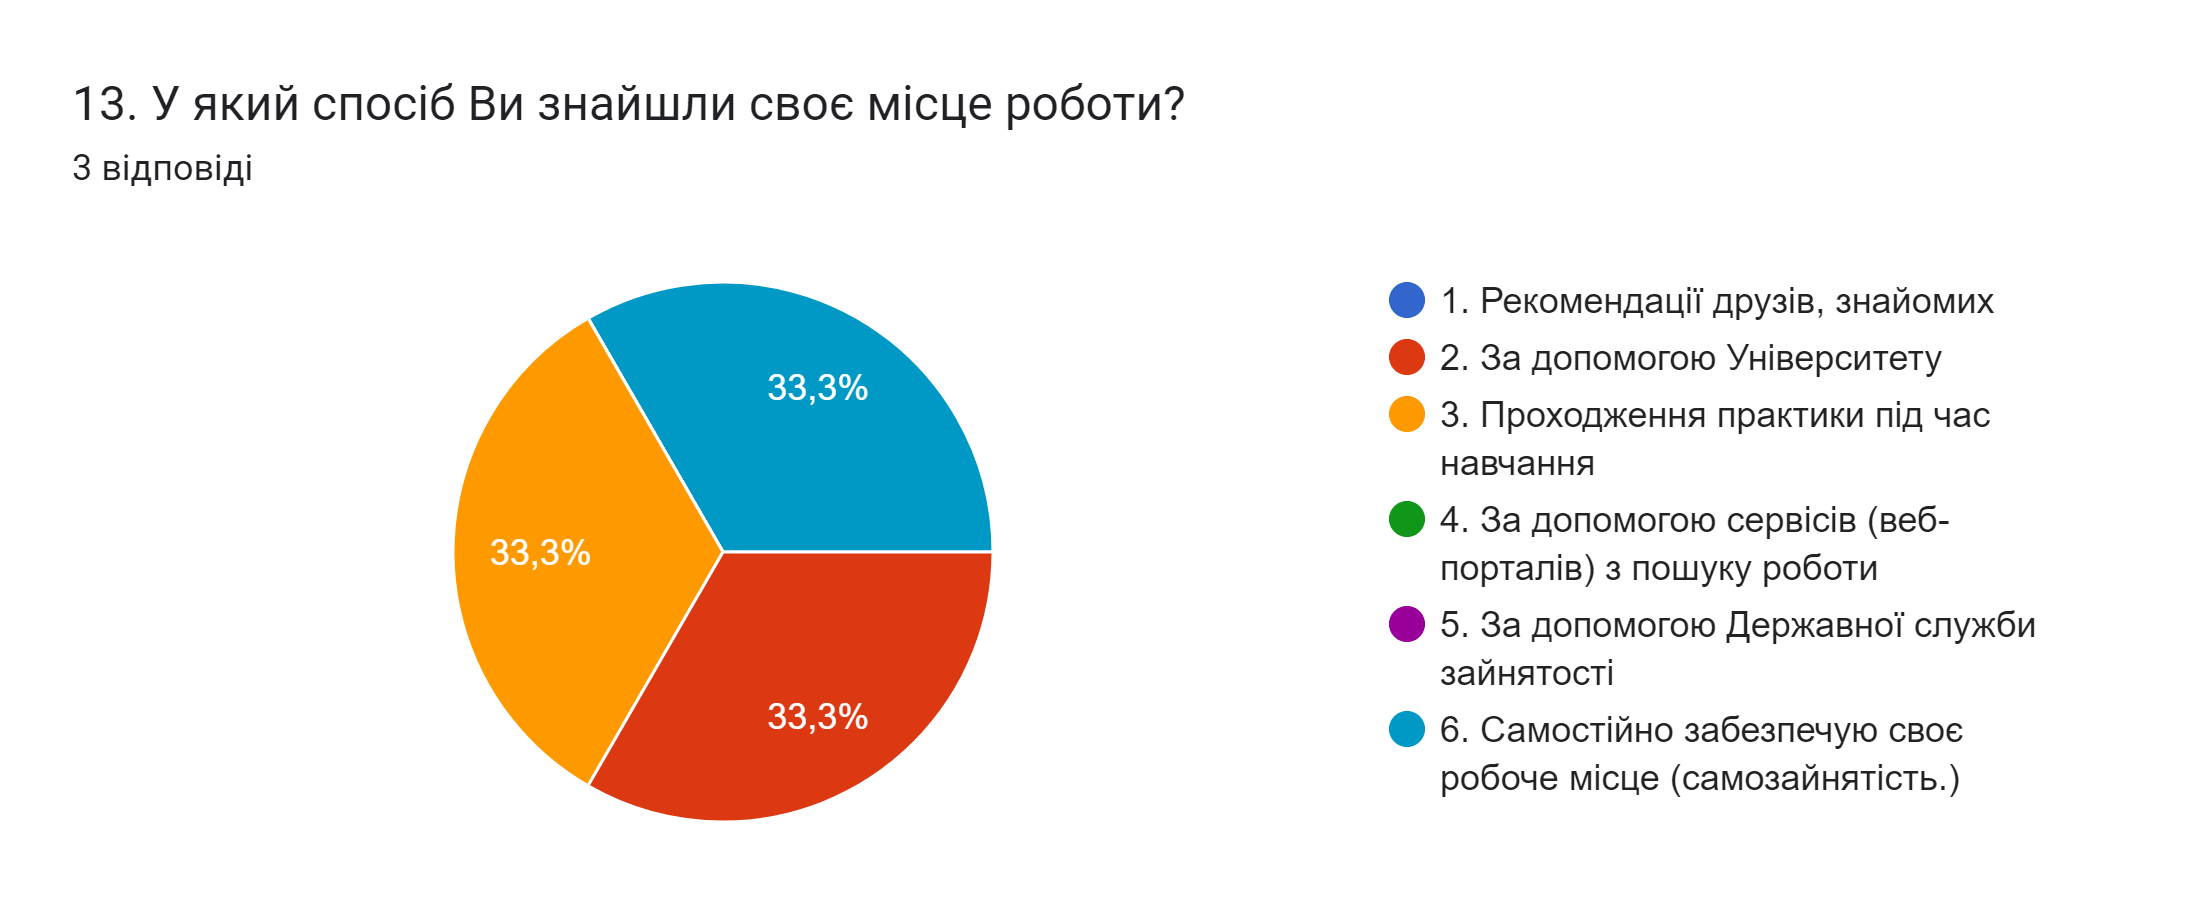 13. У який спосіб Ви знайшли своє місце роботи?
3 відповіді
33,3%
33,3%
33,3%
1. Рекомендації друзів, знайомих
2. За допомогою Університету
3. Проходження практики під час
навчання
4. За допомогою сервісів (веб-
порталів) з пошуку роботи
5. За допомогою Державної служби
зайнятості
6. Самостійно забезпечую своє
робоче місце (самозайнятість.)